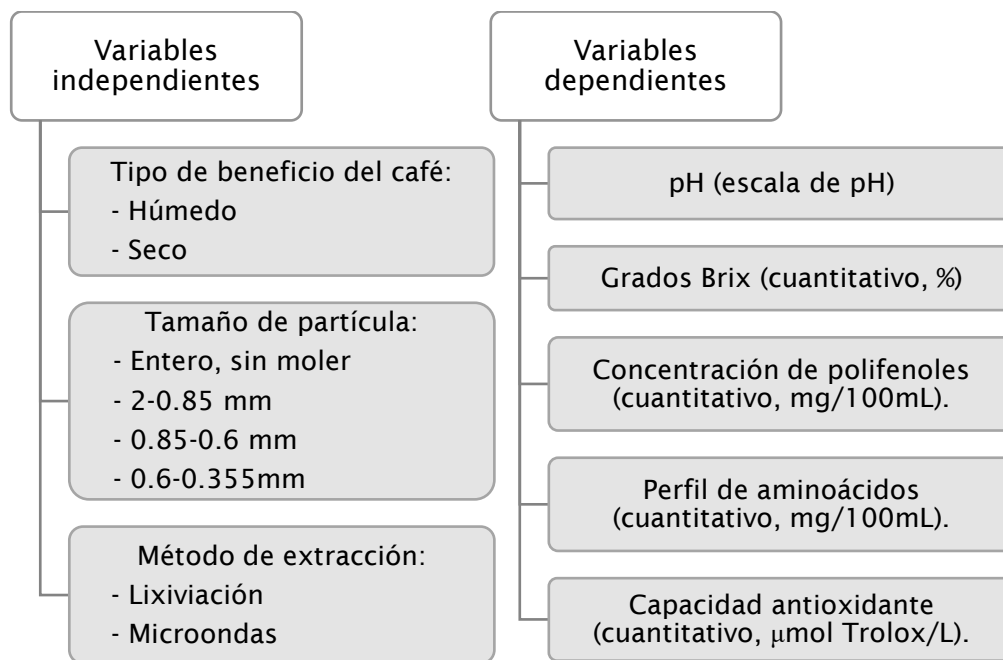 Variables
independientes
Tipo de beneficio del café:
- Húmedo
- Seco
Tamaño de partícula:
- Entero, sin moler
- 2-0.85 mm
- 0.85-0.6 mm
- 0.6-0.355mm
Método de extracción:
- Lixiviación
- Microondas
Variables
dependientes
pH (escala de pH)
Grados Brix (cuantitativo, %)
Concentración de polifenoles
(cuantitativo, mg/100mL).
Perfil de aminoácidos
(cuantitativo, mg/100mL).
Capacidad antioxidante
(cuantitativo, μmol Trolox/L).